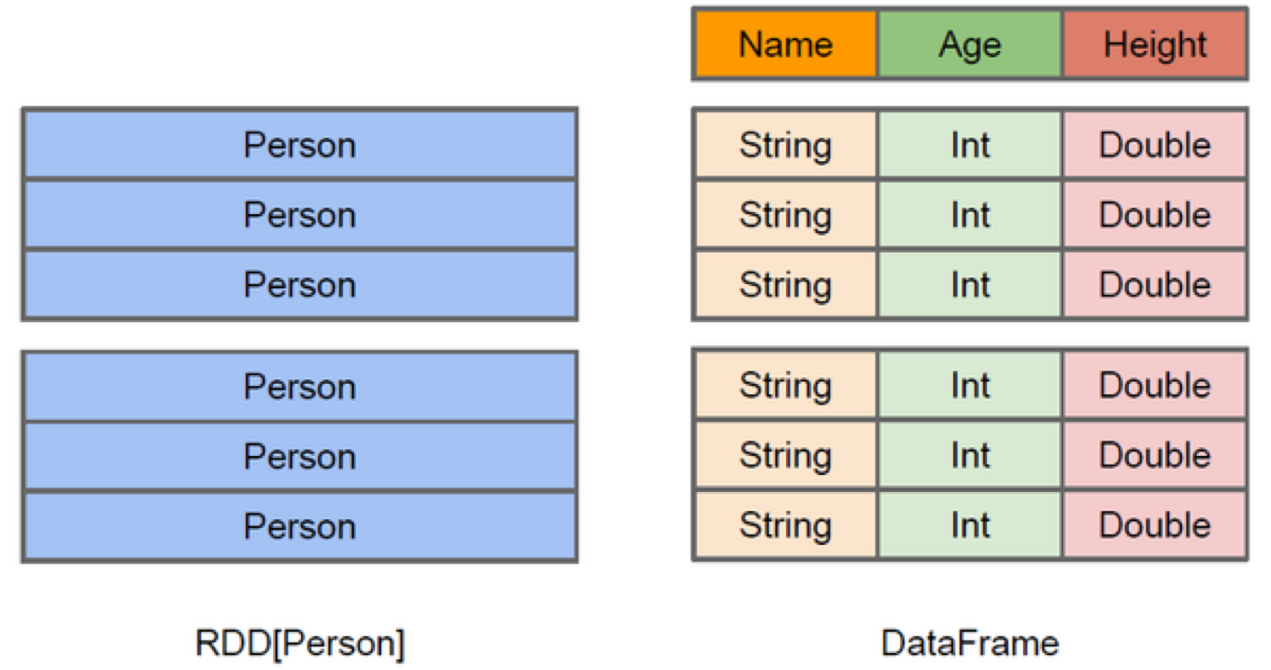 Name Age Height
Person String Int Double
Person String Int Double
Person String Int Double
Person String Int Double
Person String Int Double
Person String Int Double
RDD[Person] DataFrame